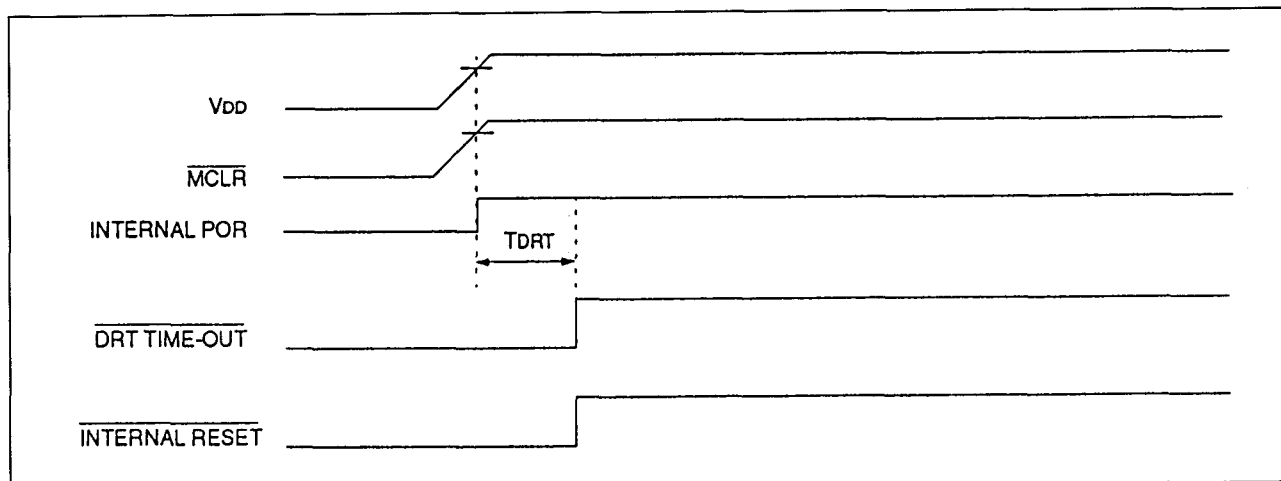 VDD
MCLR
INTERNAL POR
TDRT
DRT TIME-OUT
INTERNAL RESET